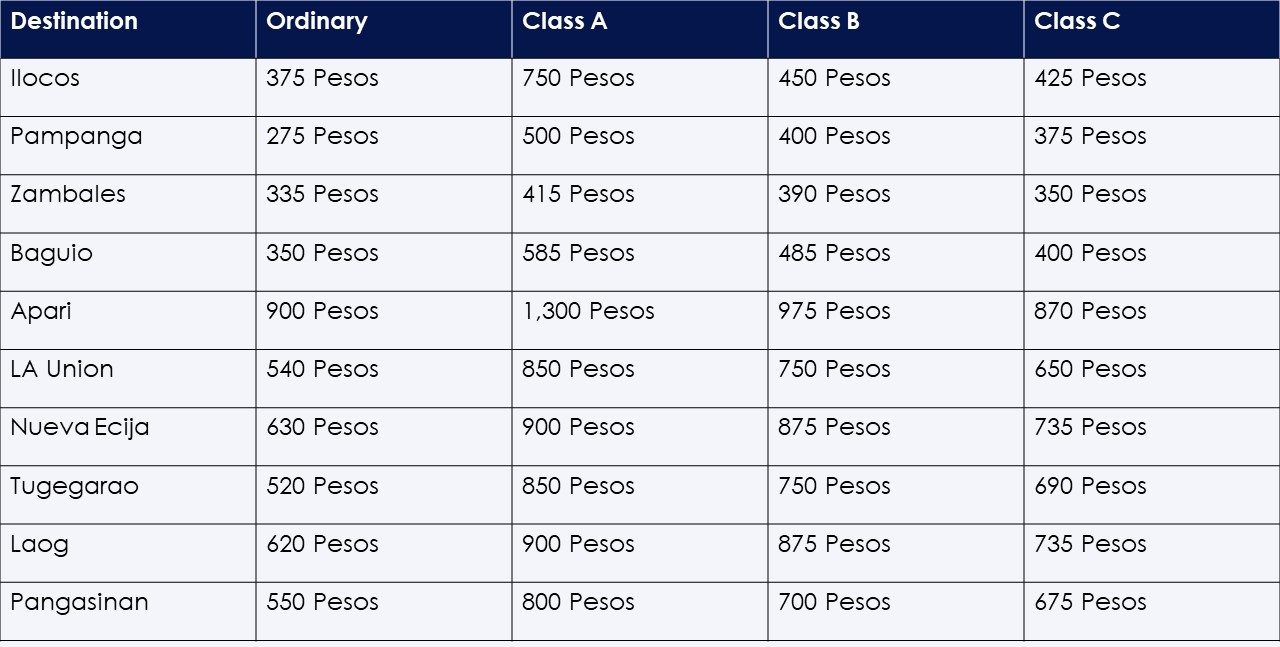 Destination Ordinary Class A Class B Class C
Ilocos 375 Pesos 750 Pesos 450 Pesos 425 Pesos
Pampanga 275 Pesos 500 Pesos 400 Pesos 375 Pesos
Zambales 335 Pesos 415 Pesos 390 Pesos 350 Pesos
Baguio 350 Pesos 585 Pesos 485 Pesos 400 Pesos
Apari 900 Pesos 1,300 Pesos 975 Pesos 870 Pesos
LA Union 540 Pesos 850 Pesos 750 Pesos 650 Pesos
Nueva Ecija 630 Pesos 900 Pesos 875 Pesos 735 Pesos
Tugegarao 520 Pesos 850 Pesos 750 Pesos 690 Pesos
Laog 620 Pesos 900 Pesos 875 Pesos 735 Pesos
Pangasinan 550 Pesos 800 Pesos 700 Pesos 675 Pesos